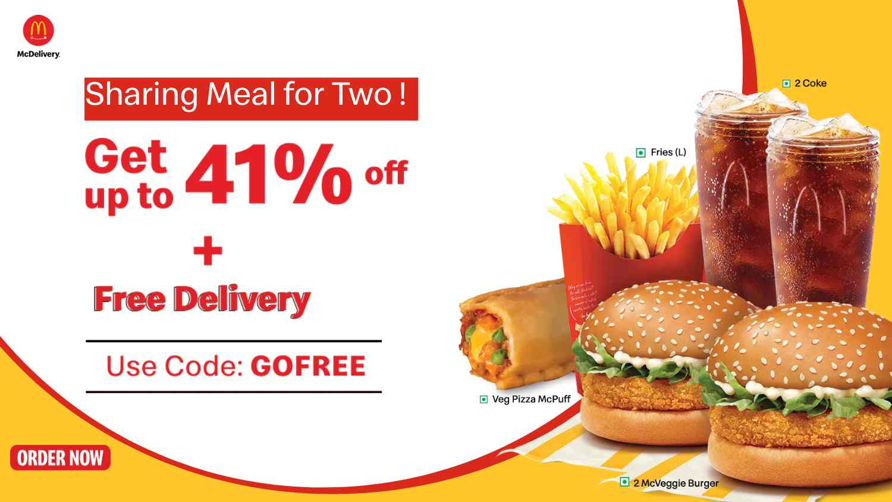 McDelivery.
Sharing Meal for Two !
Get
up to 41% off
+
Free Delivery
Use Code: GOFREE
ORDER NOW
2 Coke
Fries (L)
Veg Pizza McPuff
2 McVeggie Burger